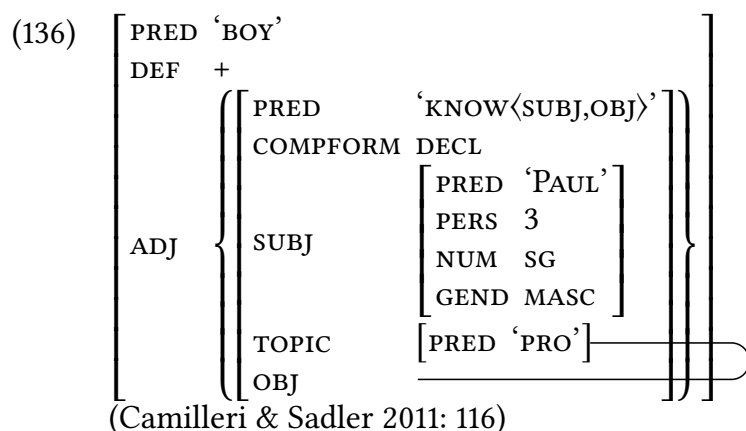 (136) PRED ‘BOY’
DEF +
PRED ‘KNOW⟨SUBJ,OBJ⟩’
COMPFORM DECL
PRED ‘PAUL’
PERS 3
ADJ SUBJ
NUM SG
GEND MASC
TOPIC [PRED ‘PRO’]
OBJ
(Camilleri & Sadler 2011: 116)